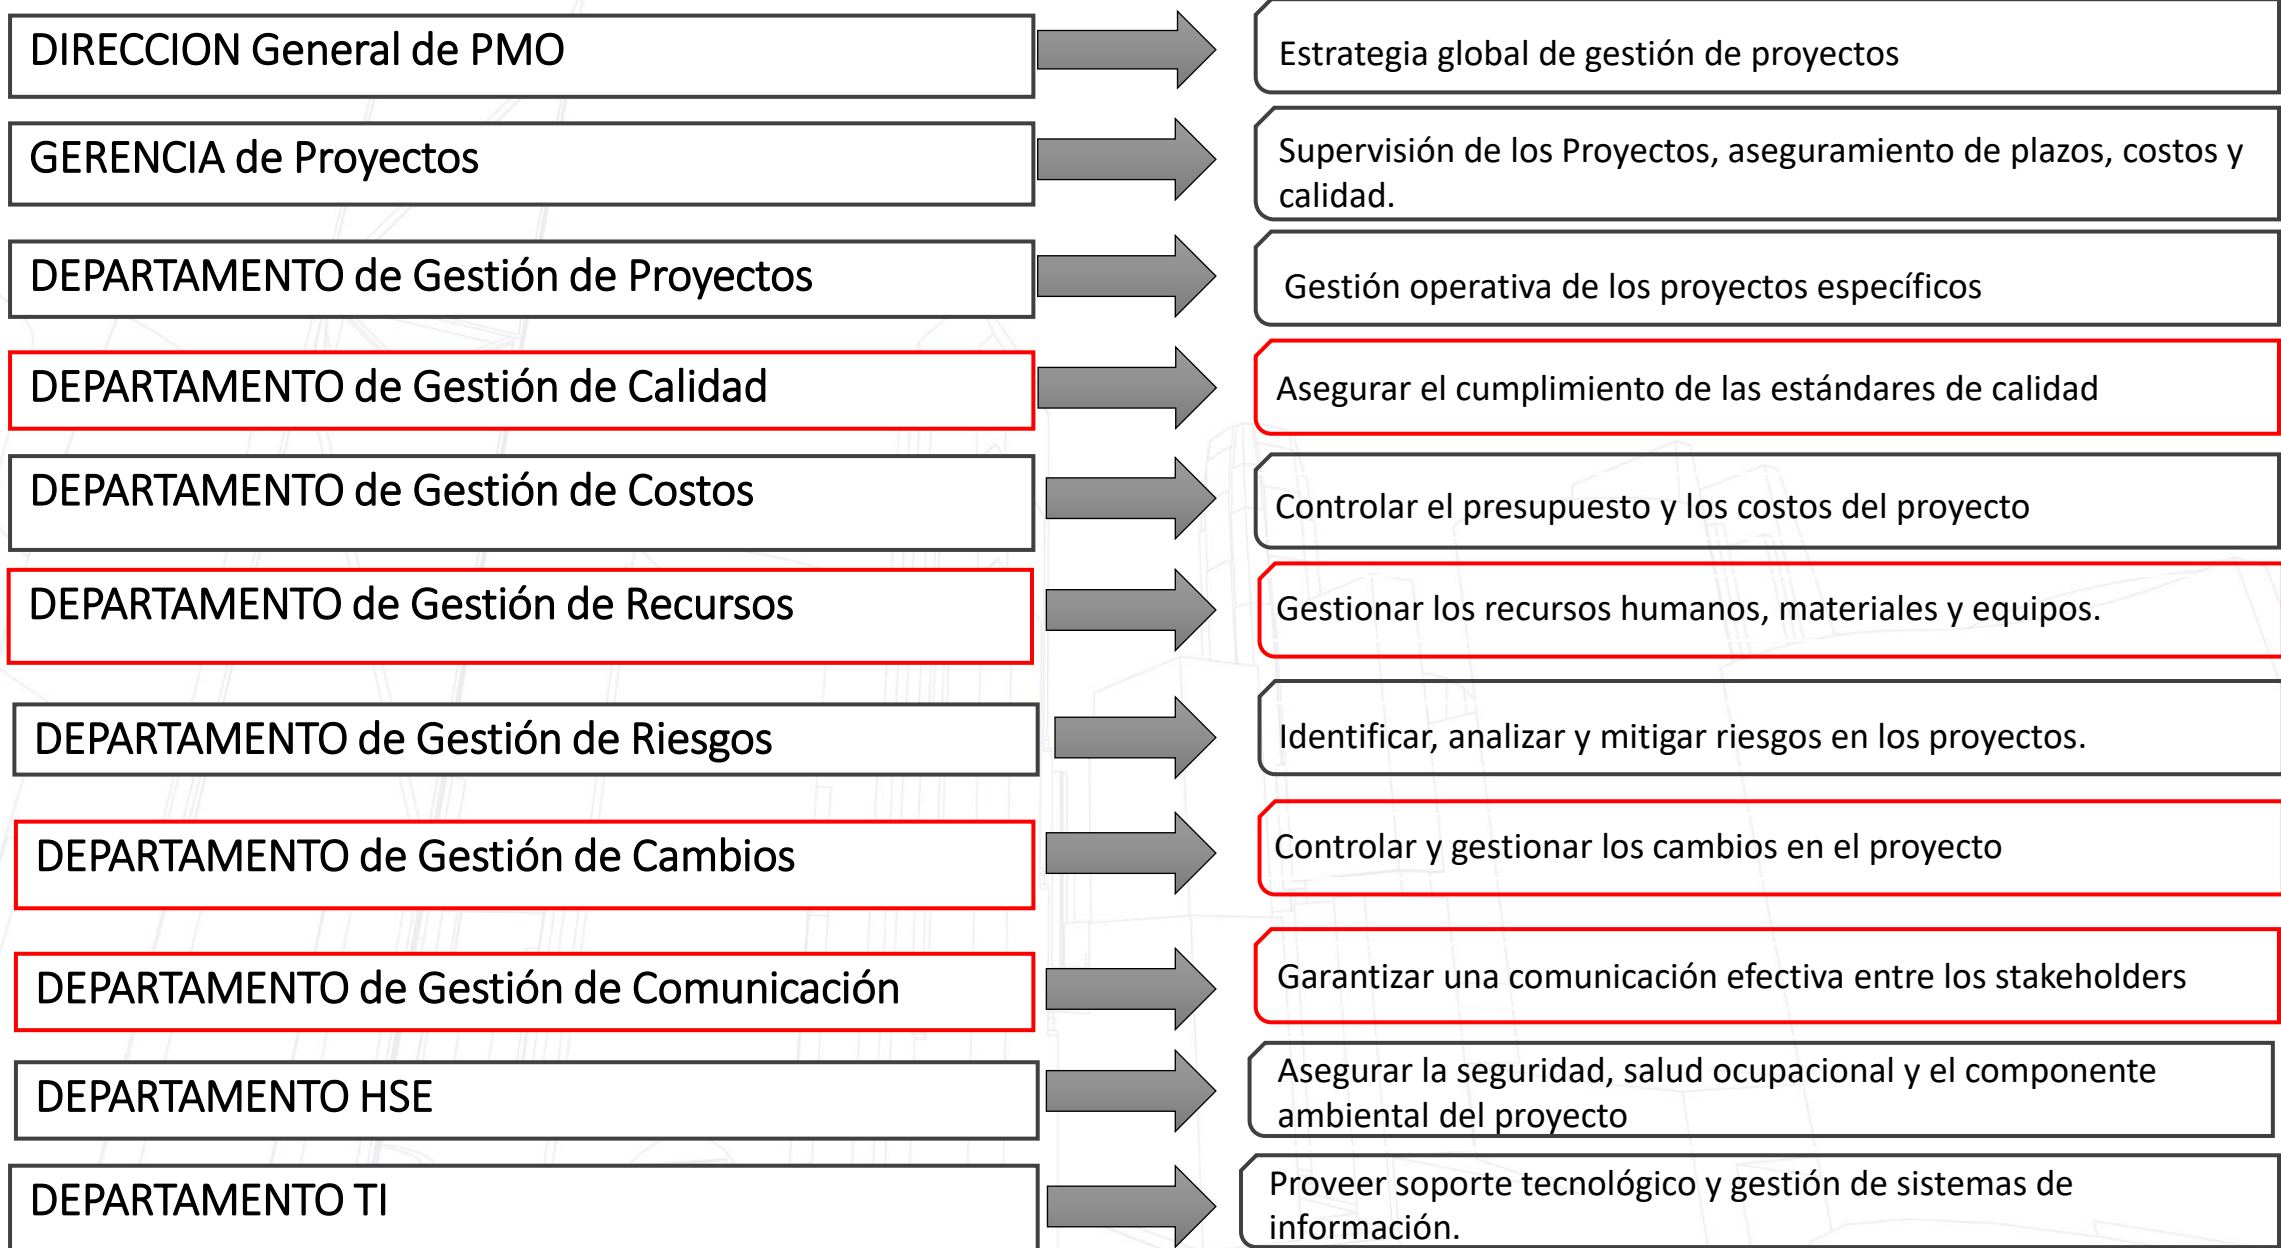 DIRECCION General de PMO
Estrategia global de gestión de proyectos
GERENCIA de Proyectos
Supervisión de los Proyectos, aseguramiento de plazos, costos y
calidad.
DEPARTAMENTO de Gestión de Proyectos
Gestión operativa de los proyectos específicos
DEPARTAMENTO de Gestión de Calidad
Asegurar el cumplimiento de las estándares de calidad
DEPARTAMENTO de Gestión de Costos
Controlar el presupuesto y los costos del proyecto
DEPARTAMENTO de Gestión de Recursos
Gestionar los recursos humanos, materiales y equipos.
DEPARTAMENTO de Gestión de Riesgos
Identificar, analizar y mitigar riesgos en los proyectos.
DEPARTAMENTO de Gestión de Cambios
Controlar y gestionar los cambios en el proyecto
DEPARTAMENTO de Gestión de Comunicación
Garantizar una comunicación efectiva entre los stakeholders
DEPARTAMENTO HSE
Asegurar la seguridad, salud ocupacional y el componente
ambiental del proyecto
DEPARTAMENTO TI
Proveer soporte tecnológico y gestión de sistemas de
información.